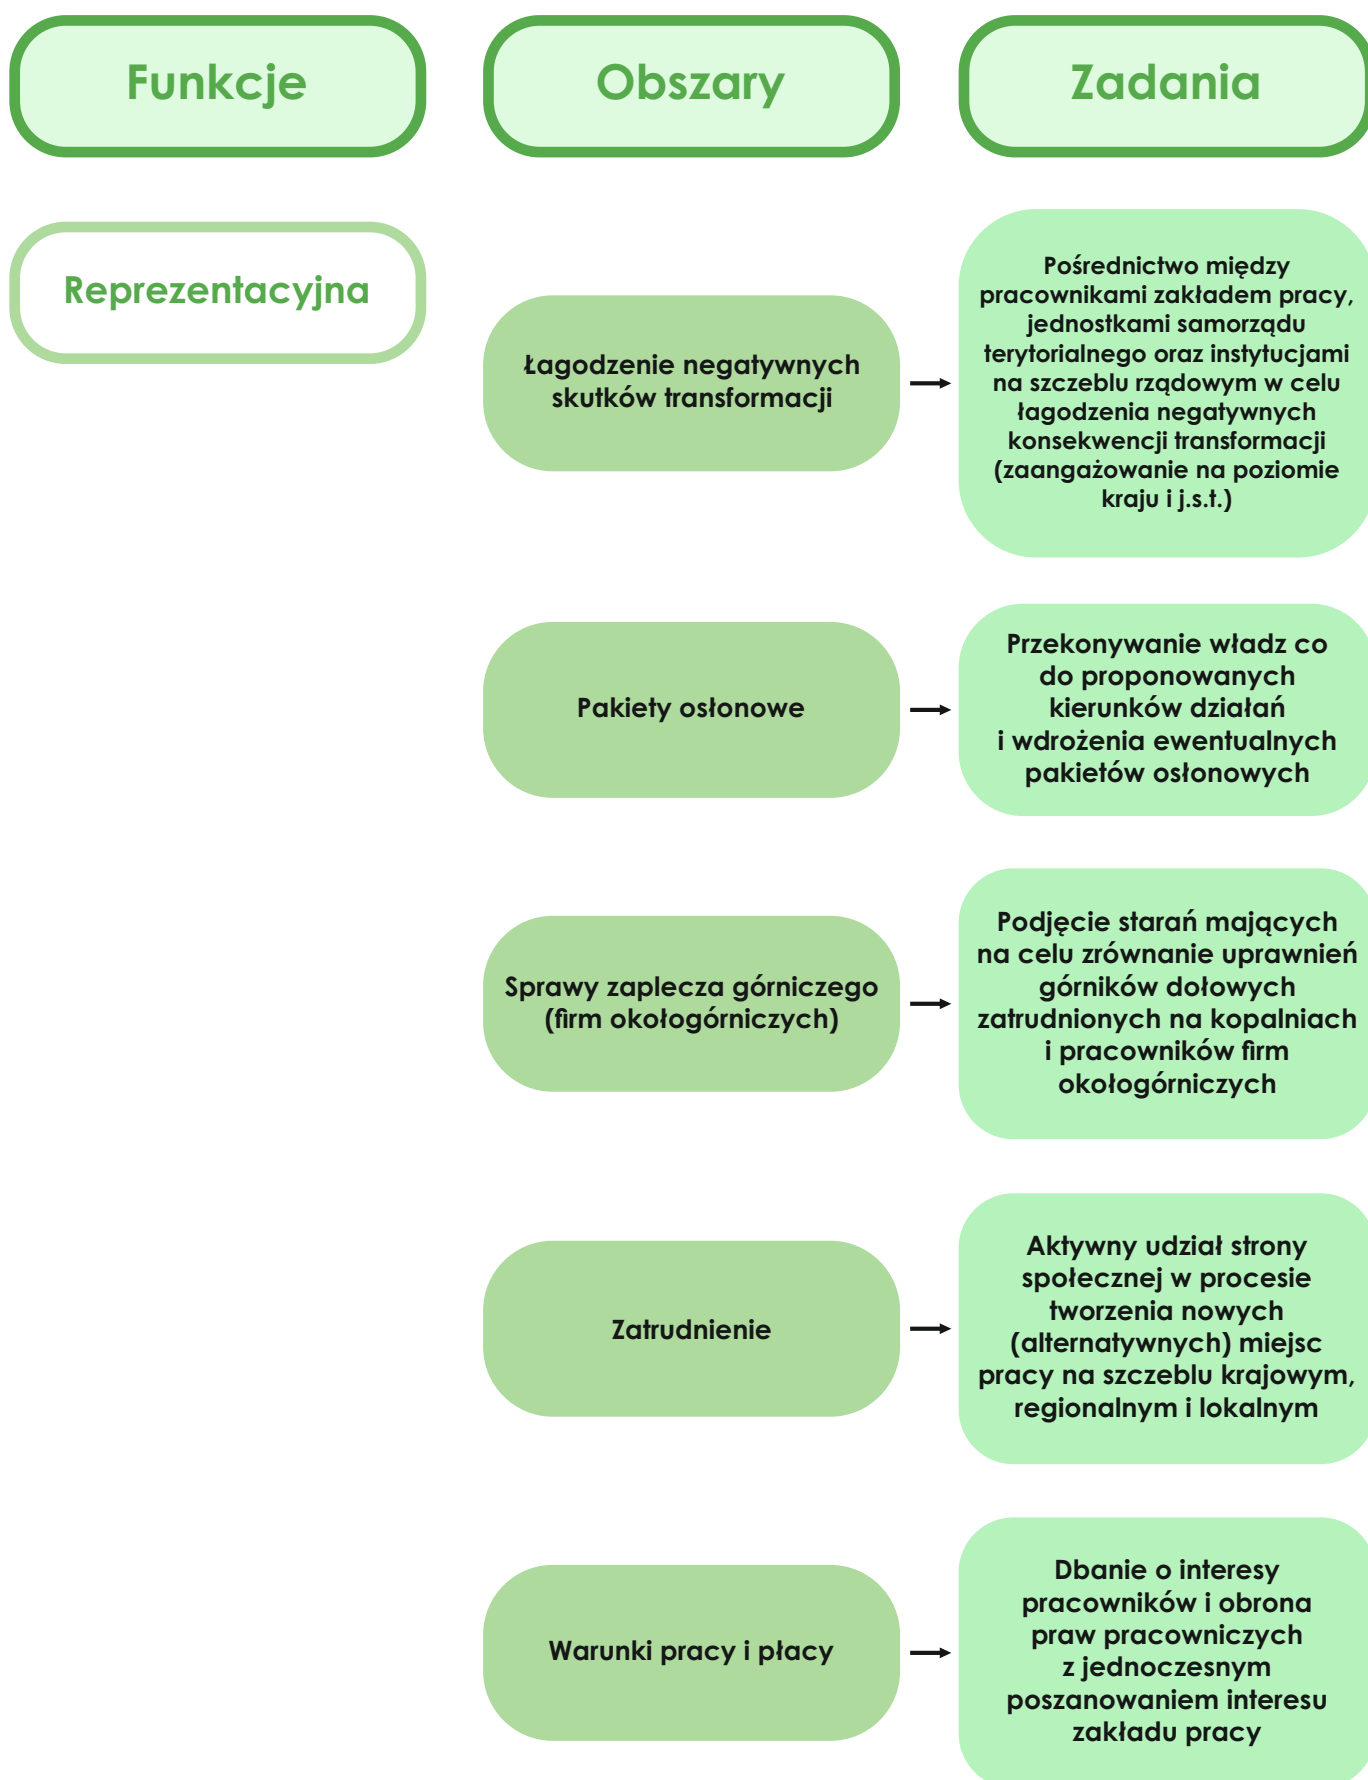 Funkcje
Obszary
Zadania
Reprezentacyjna
Łagodzenie negatywnych
skutków transformacji
Pośrednictwo między
pracownikami zakładem pracy,
jednostkami samorządu
terytorialnego oraz instytucjami
na szczeblu rządowym w celu
łagodzenia negatywnych
konsekwencji transformacji
(zaangażowanie na poziomie
kraju i j.s.t.)
Pakiety osłonowe
Przekonywanie władz co
do proponowanych
kierunków działań
i wdrożenia ewentualnych
pakietów osłonowych
Sprawy zaplecza górniczego
(firm okołogórniczych)
Podjęcie starań mających
na celu zrównanie uprawnień
górników dołowych
zatrudnionych na kopalniach
i pracowników firm
okołogórniczych
Zatrudnienie
Aktywny udział strony
społecznej w procesie
tworzenia nowych
(alternatywnych) miejsc
pracy na szczeblu krajowym,
regionalnym i lokalnym
Warunki pracy i płacy
Dbanie o interesy
pracowników i obrona
praw pracowniczych
z jednoczesnym
poszanowaniem interesu
zakładu pracy